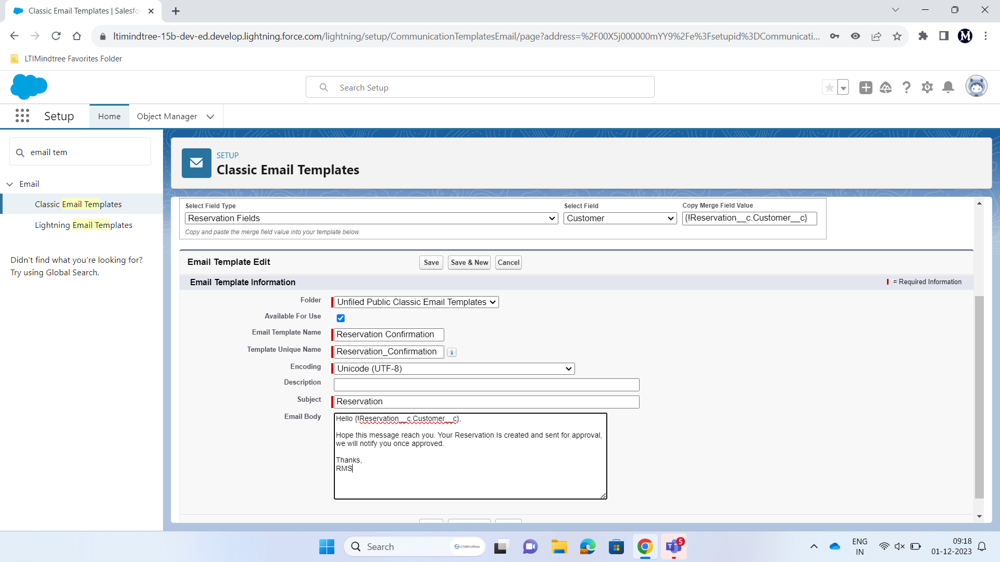 Classic Email Templates | Salesfo
ltimindtree-15b-dev-ed.develop.lightning.force.com/lightning/setup/CommunicationTemplatesEmail/page?address=%2F00X5j000000mYY9%2Fe%3Fsetupid%3DCommunicati...
M
LTIMindtree Favorites Folder
Search Setup
Setup
Home
Object Manager
email tem
Email
Classic Email Templates
Lightning Email Templates
Didn't find what you're looking for?
Try using Global Search.
SETUP
Classic Email Templates
Select Field Type
Select Field
Copy Merge Field Value
Reservation Fields
Customer
{!Reservation__c.Customer__c}
Copy and paste the merge field value into your template below.
Email Template Edit
Save
Save & New
Cancel
Email Template Information
= Required Information
Folder
Unfiled Public Classic Email Templates
Available For Use
Email Template Name
Reservation Confirmation
Template Unique Name
Reservation_Confirmation
i
Encoding
Unicode (UTF-8)
Description
Subject
Reservation
Email Body
Hello {!Reservation__c.Customer__c},
Hope this message reach you. Your Reservation Is created and sent for approval,
we will notify you once approved.
Thanks,
RMS
Search
LTIMindtree
5
ENG
IN
09:18
01-12-2023